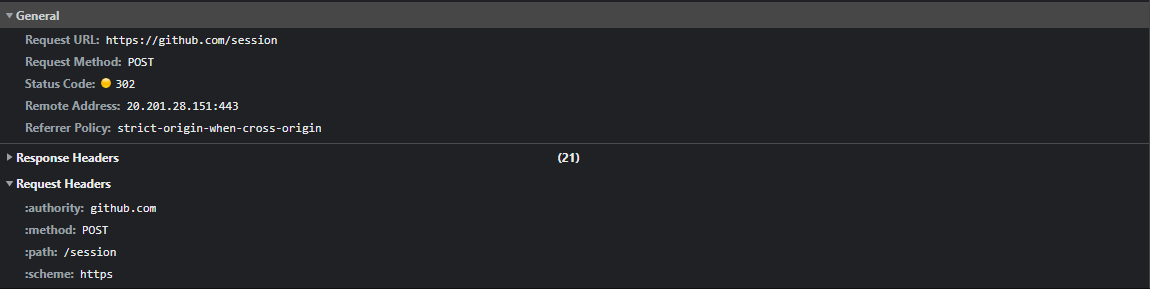 General
Request URL: https://github.com/session
Request Method: POST
Status Code: 302
Remote Address: 20.201.28.151:443
Referrer Policy: strict-origin-when-cross-origin
Response Headers (21)
Request Headers
:authority: github.com
:method: POST
:path: /session
:scheme: https